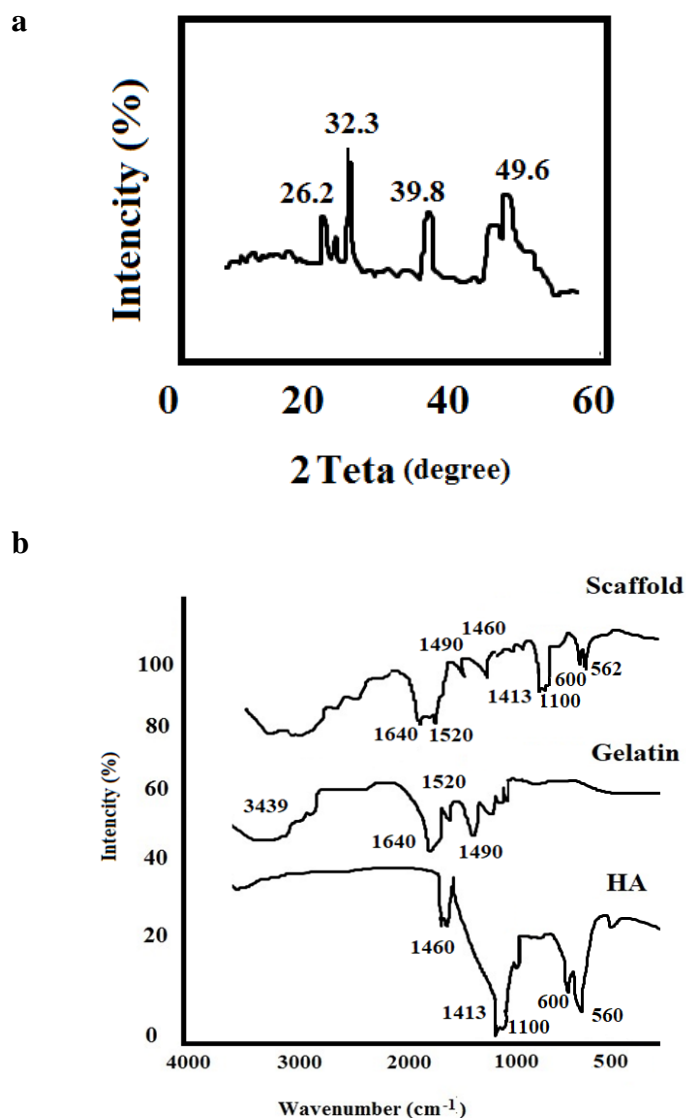 a
Intencity (%)
32.3
26.2
39.8
49.6
0 20 40 60
2 Teta (degree)
b
Intencity (%)
Scaffold
100
1490 1460
600 562
1413 1100
80
1640 1520
Gelatin
60
1520
3439
1640 1490
40
HA
20
1460
600
1413 1100
560
0
4000 3000 2000 1000 500
Wavenumber (cm⁻¹)